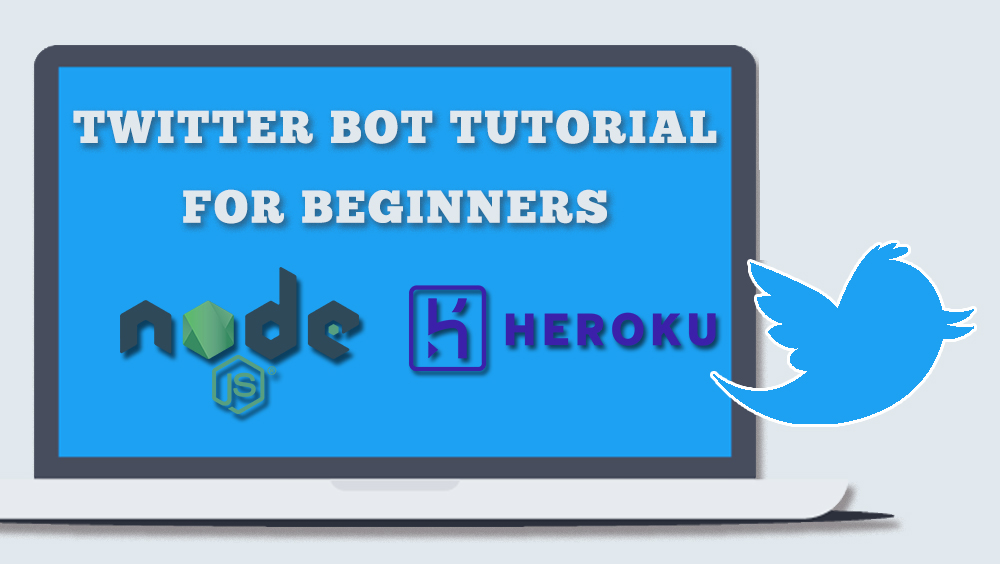 TWITTER BOT TUTORIAL
FOR BEGINNERS
node
JS
HEROKU